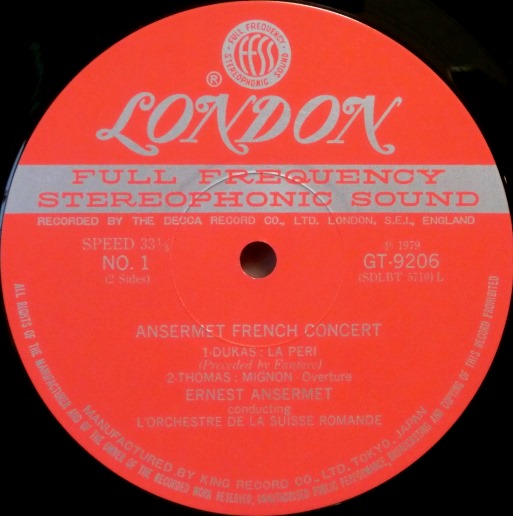 FULL FREQUENCY
ffss
STEREOPHONIC SOUND
® LONDON
FULL FREQUENCY
STEREOPHONIC SOUND
RECORDED BY THE DECCA RECORD CO., LTD. LONDON, S.E.I., ENGLAND
SPEED 33⅓
NO. 1
(2 Sides)
℗ 1979
GT-9206
(SDLBT 5710) L
ANSERMET FRENCH CONCERT
1-DUKAS : LA PERI
(Preceded by Fanfare)
2-THOMAS : MIGNON - Overture
ERNEST ANSERMET
conducting
L'ORCHESTRE DE LA SUISSE ROMANDE
MANUFACTURED BY KING RECORD CO., LTD. TOKYO, JAPAN
ALL RIGHTS OF THE MANUFACTURER AND OF THE OWNER OF THE RECORDED WORK RESERVED, UNAUTHORISED PUBLIC PERFORMANCE, BROADCASTING AND COPYING OF THIS RECORD PROHIBITED